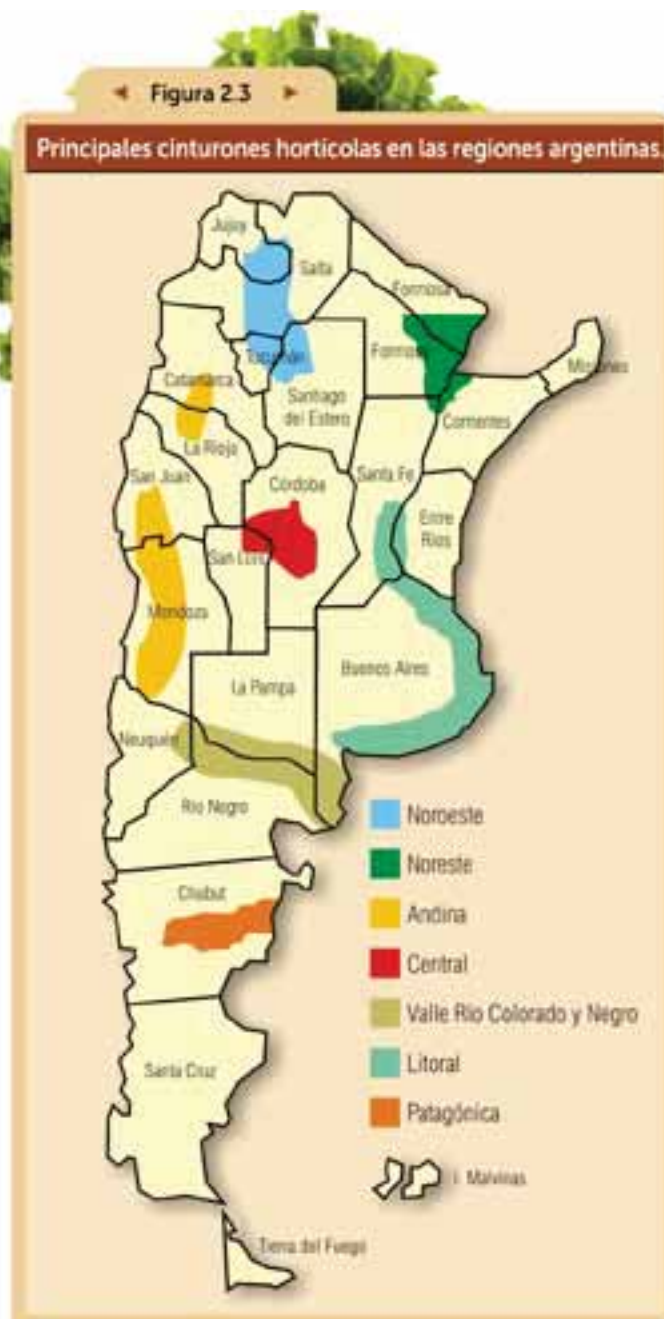 Figura 2.3
Principales cinturones hortícolas en las regiones argentinas.
Jujuy
Salta
Formosa
Formosa
Misiones
Tucumán
Catamarca
Santiago
del Estero
Corrientes
La Rioja
Santa Fe
San Juan
Córdoba
Entre
Ríos
San Luis
Mendoza
Buenos Aires
La Pampa
Neuquén
Río Negro
Noroeste
Noreste
Chubut
Andina
Central
Valle Río Colorado y Negro
Litoral
Santa Cruz
Patagónica
I. Malvinas
Tierra del Fuego